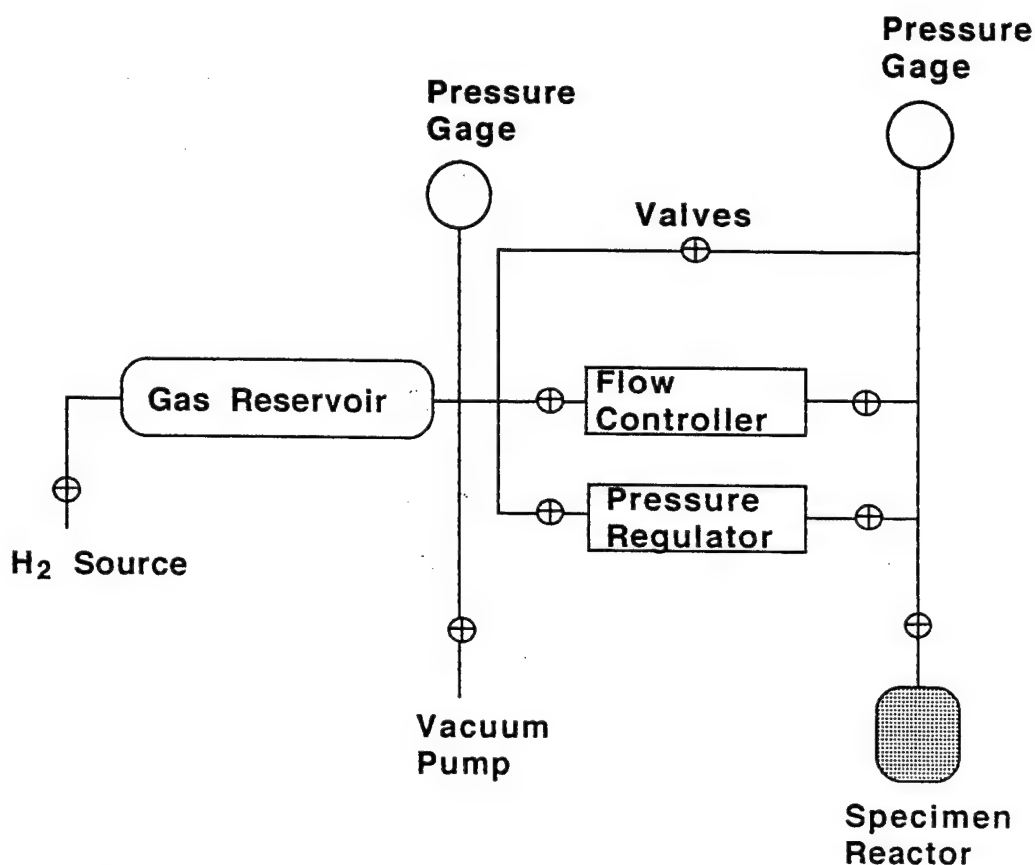 Pressure
Gage
Pressure
Gage
Valves
Gas Reservoir
Flow
Controller
Pressure
Regulator
H2 Source
Vacuum
Pump
Specimen
Reactor